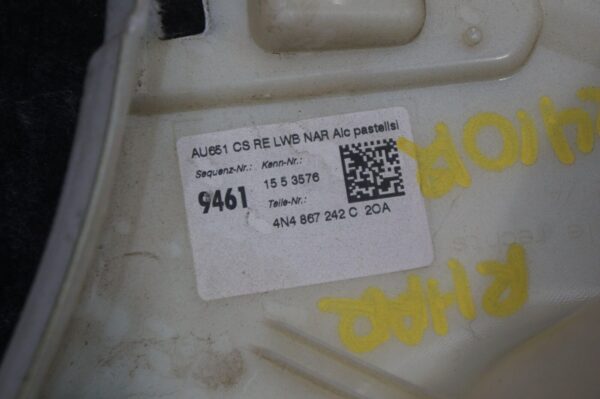 AU651 CS RE LWB NAR Alc pastellsi
Sequenz-Nr.: Kenn-Nr.:
9461 15 5 3576
Teile-Nr.:
4N4 867 242 C 2OA
RHAR